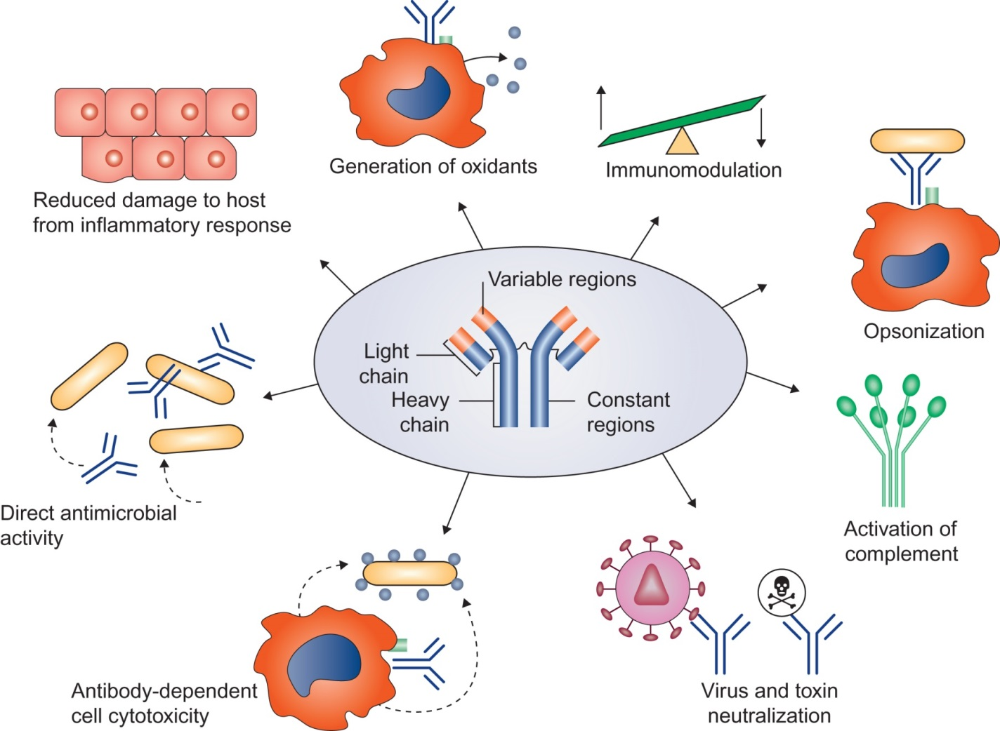 Generation of oxidants
Immunomodulation
Reduced damage to host
from inflammatory response
Variable regions
Opsonization
Light
chain
Heavy
chain
Constant
regions
Direct antimicrobial
activity
Activation of
complement
Antibody-dependent
cell cytotoxicity
Virus and toxin
neutralization